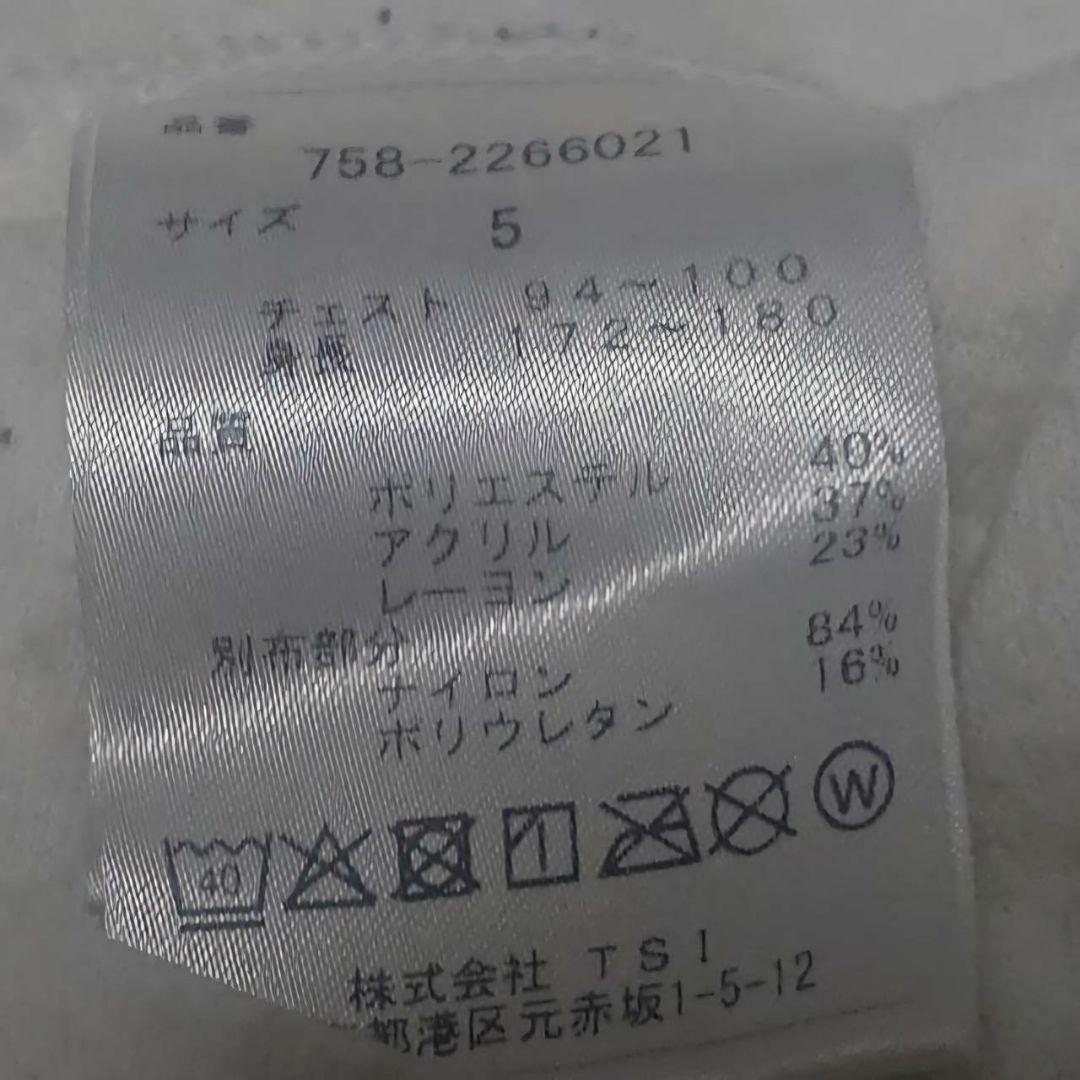 品番
758-2266021
サイズ 5
チェスト 94~100
身長 172~180
品質
ポリエステル 40%
アクリル 37%
レーヨン 23%
別布部分
ナイロン 84%
ポリウレタン 16%
40 W
株式会社 TSI
都港区元赤坂1-5-12